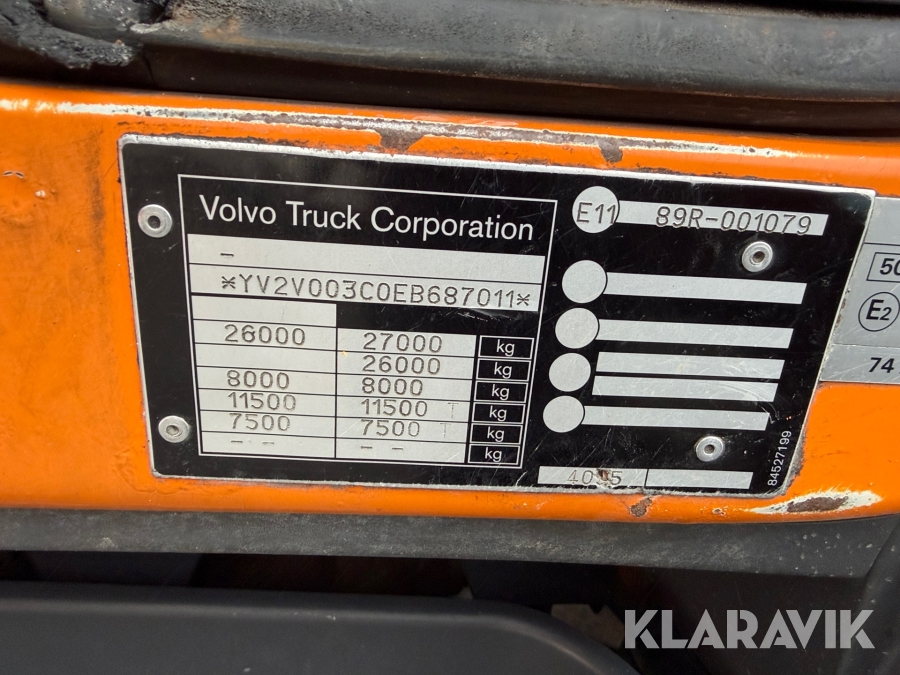 Volvo Truck Corporation
E11 89R-001079
-
*YV2V003C0EB687011*
26000 27000 kg
26000 kg
8000 8000 kg
11500 11500 T kg
7500 7500 T kg
-- -- kg
84527199
50
E2
74
KLARAVIK